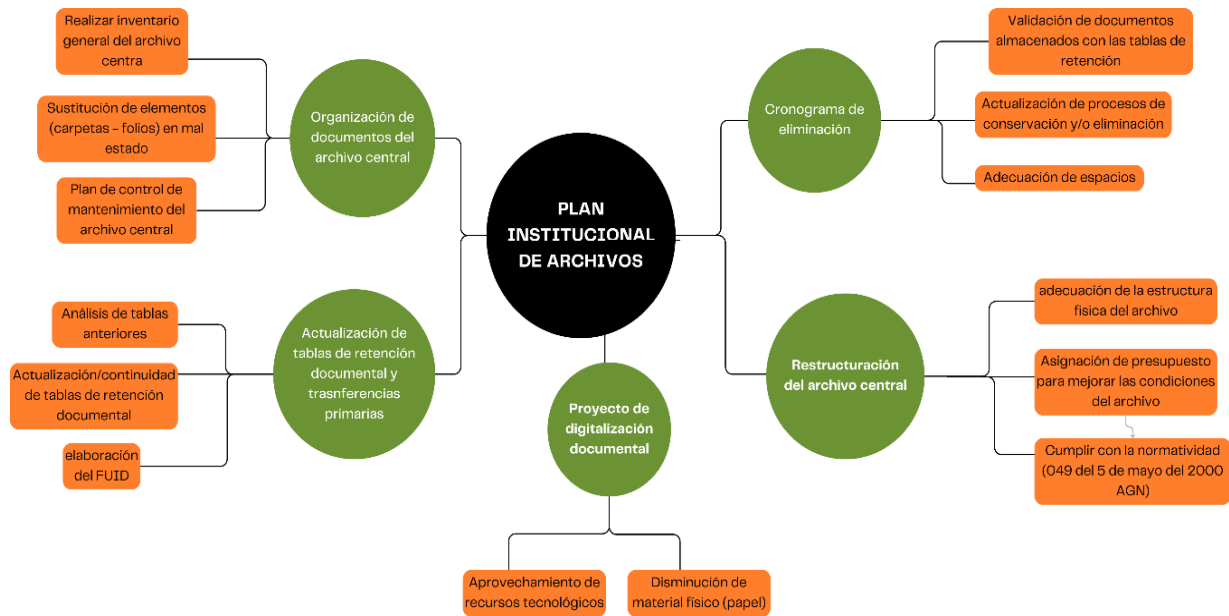 Realizar inventario
general del archivo
centra
Sustitución de elementos
(carpetas - folios) en mal
estado
Plan de control de
mantenimiento del
archivo central
Organización de
documentos del
archivo central
Análisis de tablas
anteriores
Actualización/continuidad
de tablas de retención
documental
elaboración
del FUID
Actualización de
tablas de retención
documental y
trasnferencias
primarias
PLAN
INSTITUCIONAL
DE ARCHIVOS
Proyecto de
digitalización
documental
Aprovechamiento de
recursos tecnológicos
Disminución de
material físico (papel)
Cronograma de
eliminación
Validación de documentos
almacenados con las tablas de
retención
Actualización de procesos de
conservación y/o eliminación
Adecuación de espacios
Restructuración
del archivo central
adecuación de la estructura
fisica del archivo
Asignación de presupuesto
para mejorar las condiciones
del archivo
Cumplir con la normatividad
(049 del 5 de mayo del 2000
AGN)